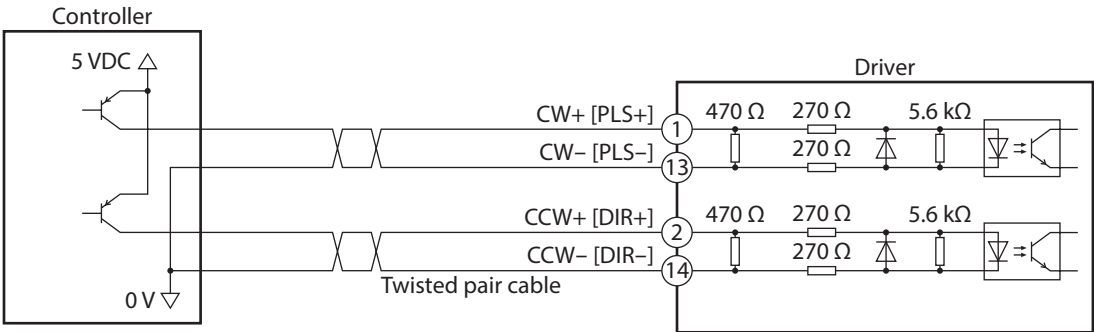 Controller
5 VDC
Driver
CW+ [PLS+]
1
470 Ω
270 Ω
5.6 kΩ
CW− [PLS−]
13
270 Ω
CCW+ [DIR+]
2
470 Ω
270 Ω
5.6 kΩ
CCW− [DIR−]
14
270 Ω
Twisted pair cable
0 V